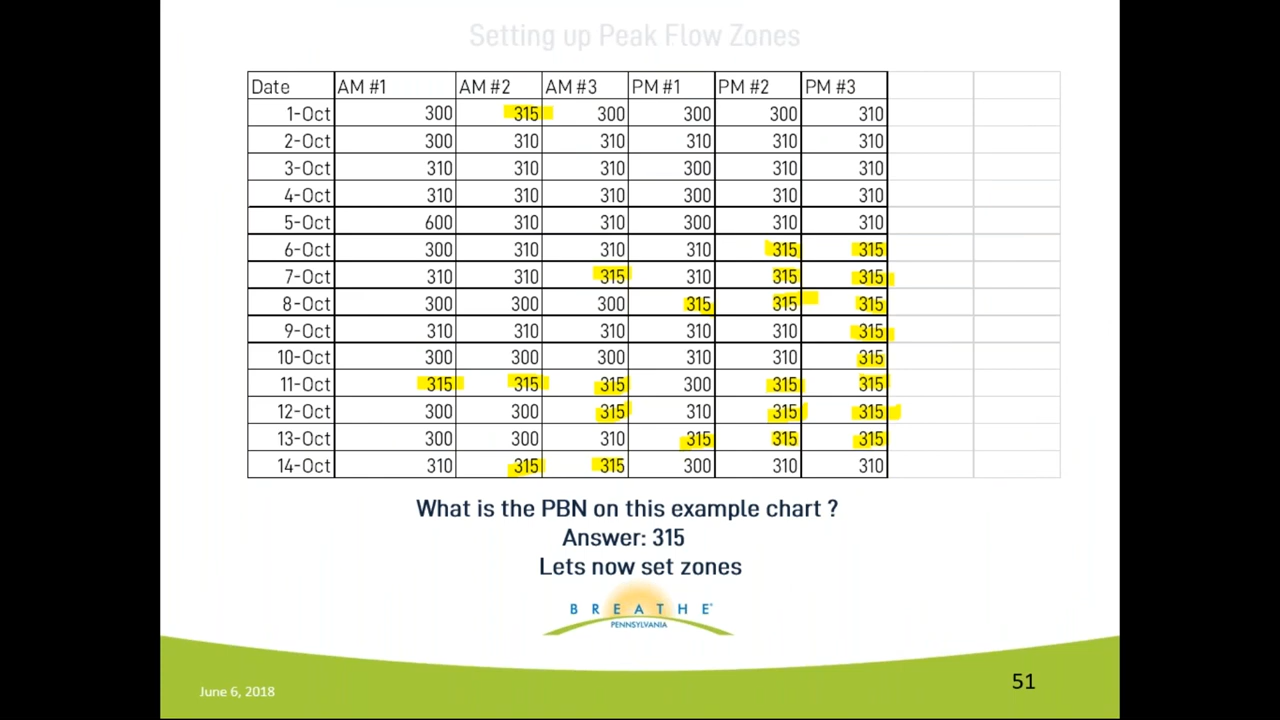 Setting up Peak Flow Zones
Date AM #1 AM #2 AM #3 PM #1 PM #2 PM #3
1-Oct 300 315 300 300 300 310
2-Oct 300 310 310 310 310 310
3-Oct 310 310 310 300 310 310
4-Oct 310 310 310 300 310 310
5-Oct 600 310 310 300 310 310
6-Oct 300 310 310 310 315 315
7-Oct 310 310 315 310 315 315
8-Oct 300 300 300 315 315 315
9-Oct 310 310 310 310 310 315
10-Oct 300 300 300 310 310 315
11-Oct 315 315 315 300 315 315
12-Oct 300 300 315 310 315 315
13-Oct 300 300 310 315 315 315
14-Oct 310 315 315 300 310 310
What is the PBN on this example chart ?
Answer: 315
Lets now set zones
BREATHE
PENNSYLVANIA
June 6, 2018
51